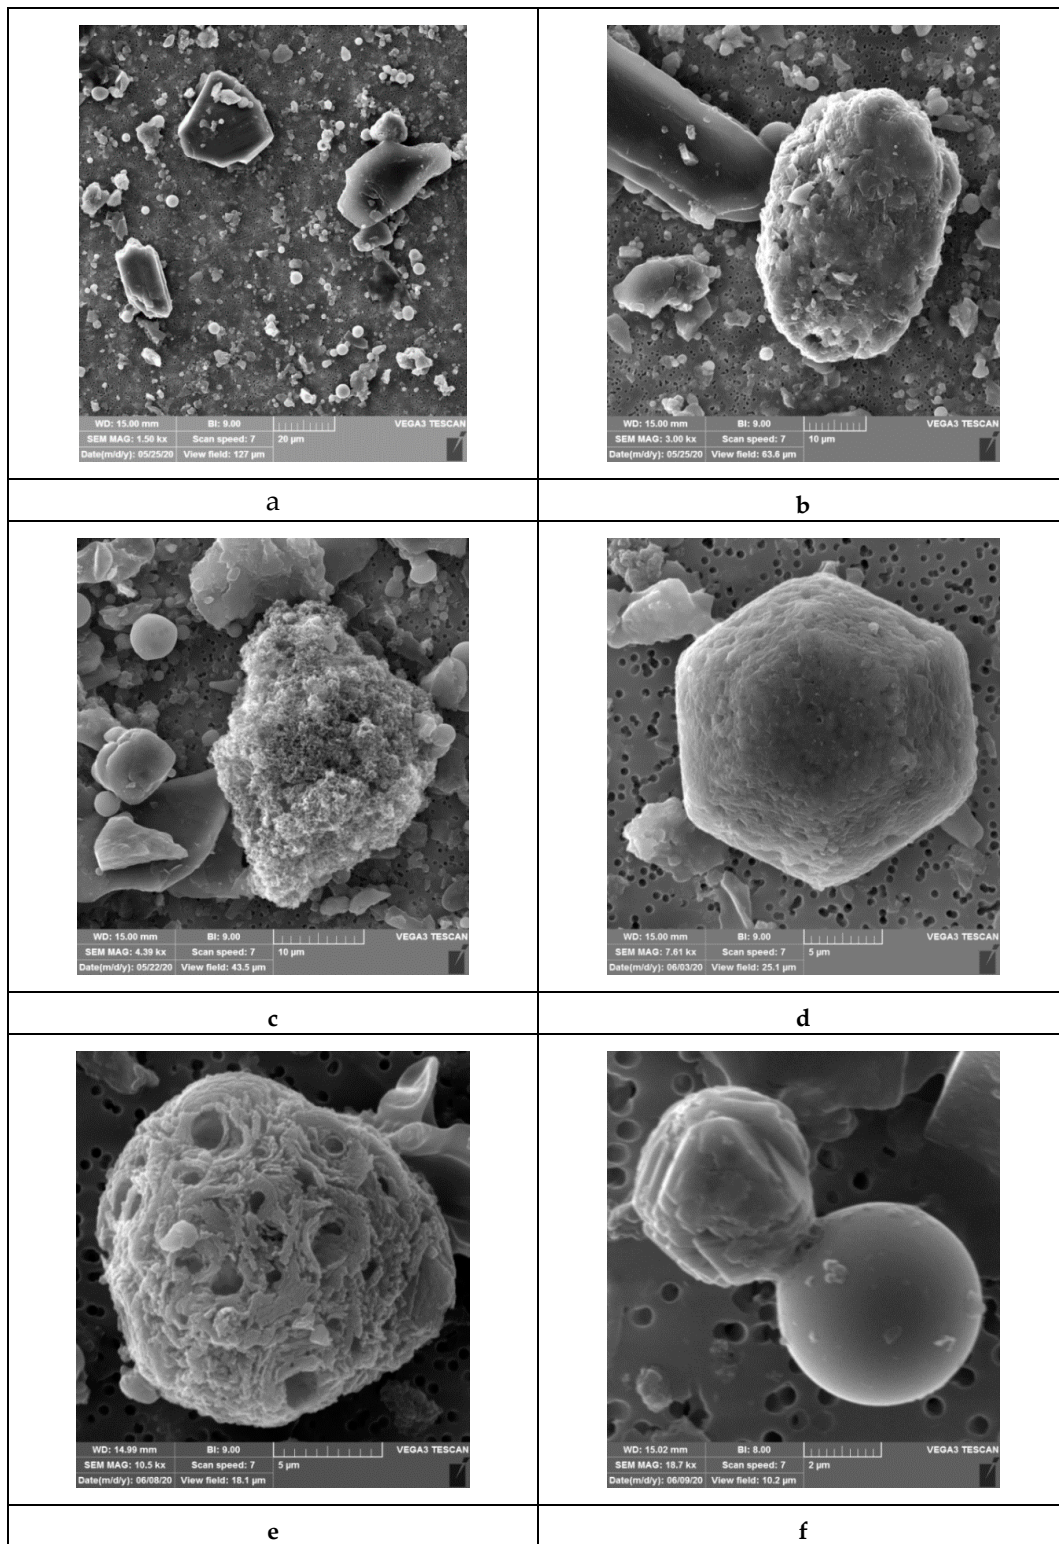 WD: 15.00 mm BI: 9.00 VEGA3 TESCAN
SEM MAG: 1.50 kx Scan speed: 7 20 µm
Date(m/d/y): 05/25/20 View field: 127 µm
WD: 15.00 mm BI: 9.00 VEGA3 TESCAN
SEM MAG: 3.00 kx Scan speed: 7 10 µm
Date(m/d/y): 05/25/20 View field: 63.6 µm
a
b
WD: 15.00 mm BI: 9.00 VEGA3 TESCAN
SEM MAG: 4.39 kx Scan speed: 7 10 µm
Date(m/d/y): 05/22/20 View field: 43.5 µm
WD: 15.00 mm BI: 9.00 VEGA3 TESCAN
SEM MAG: 7.61 kx Scan speed: 7 5 µm
Date(m/d/y): 06/03/20 View field: 25.1 µm
c
d
WD: 14.99 mm BI: 9.00 VEGA3 TESCAN
SEM MAG: 10.5 kx Scan speed: 7 5 µm
Date(m/d/y): 06/08/20 View field: 18.1 µm
WD: 15.02 mm BI: 8.00 VEGA3 TESCAN
SEM MAG: 18.7 kx Scan speed: 7 2 µm
Date(m/d/y): 06/09/20 View field: 10.2 µm
e
f